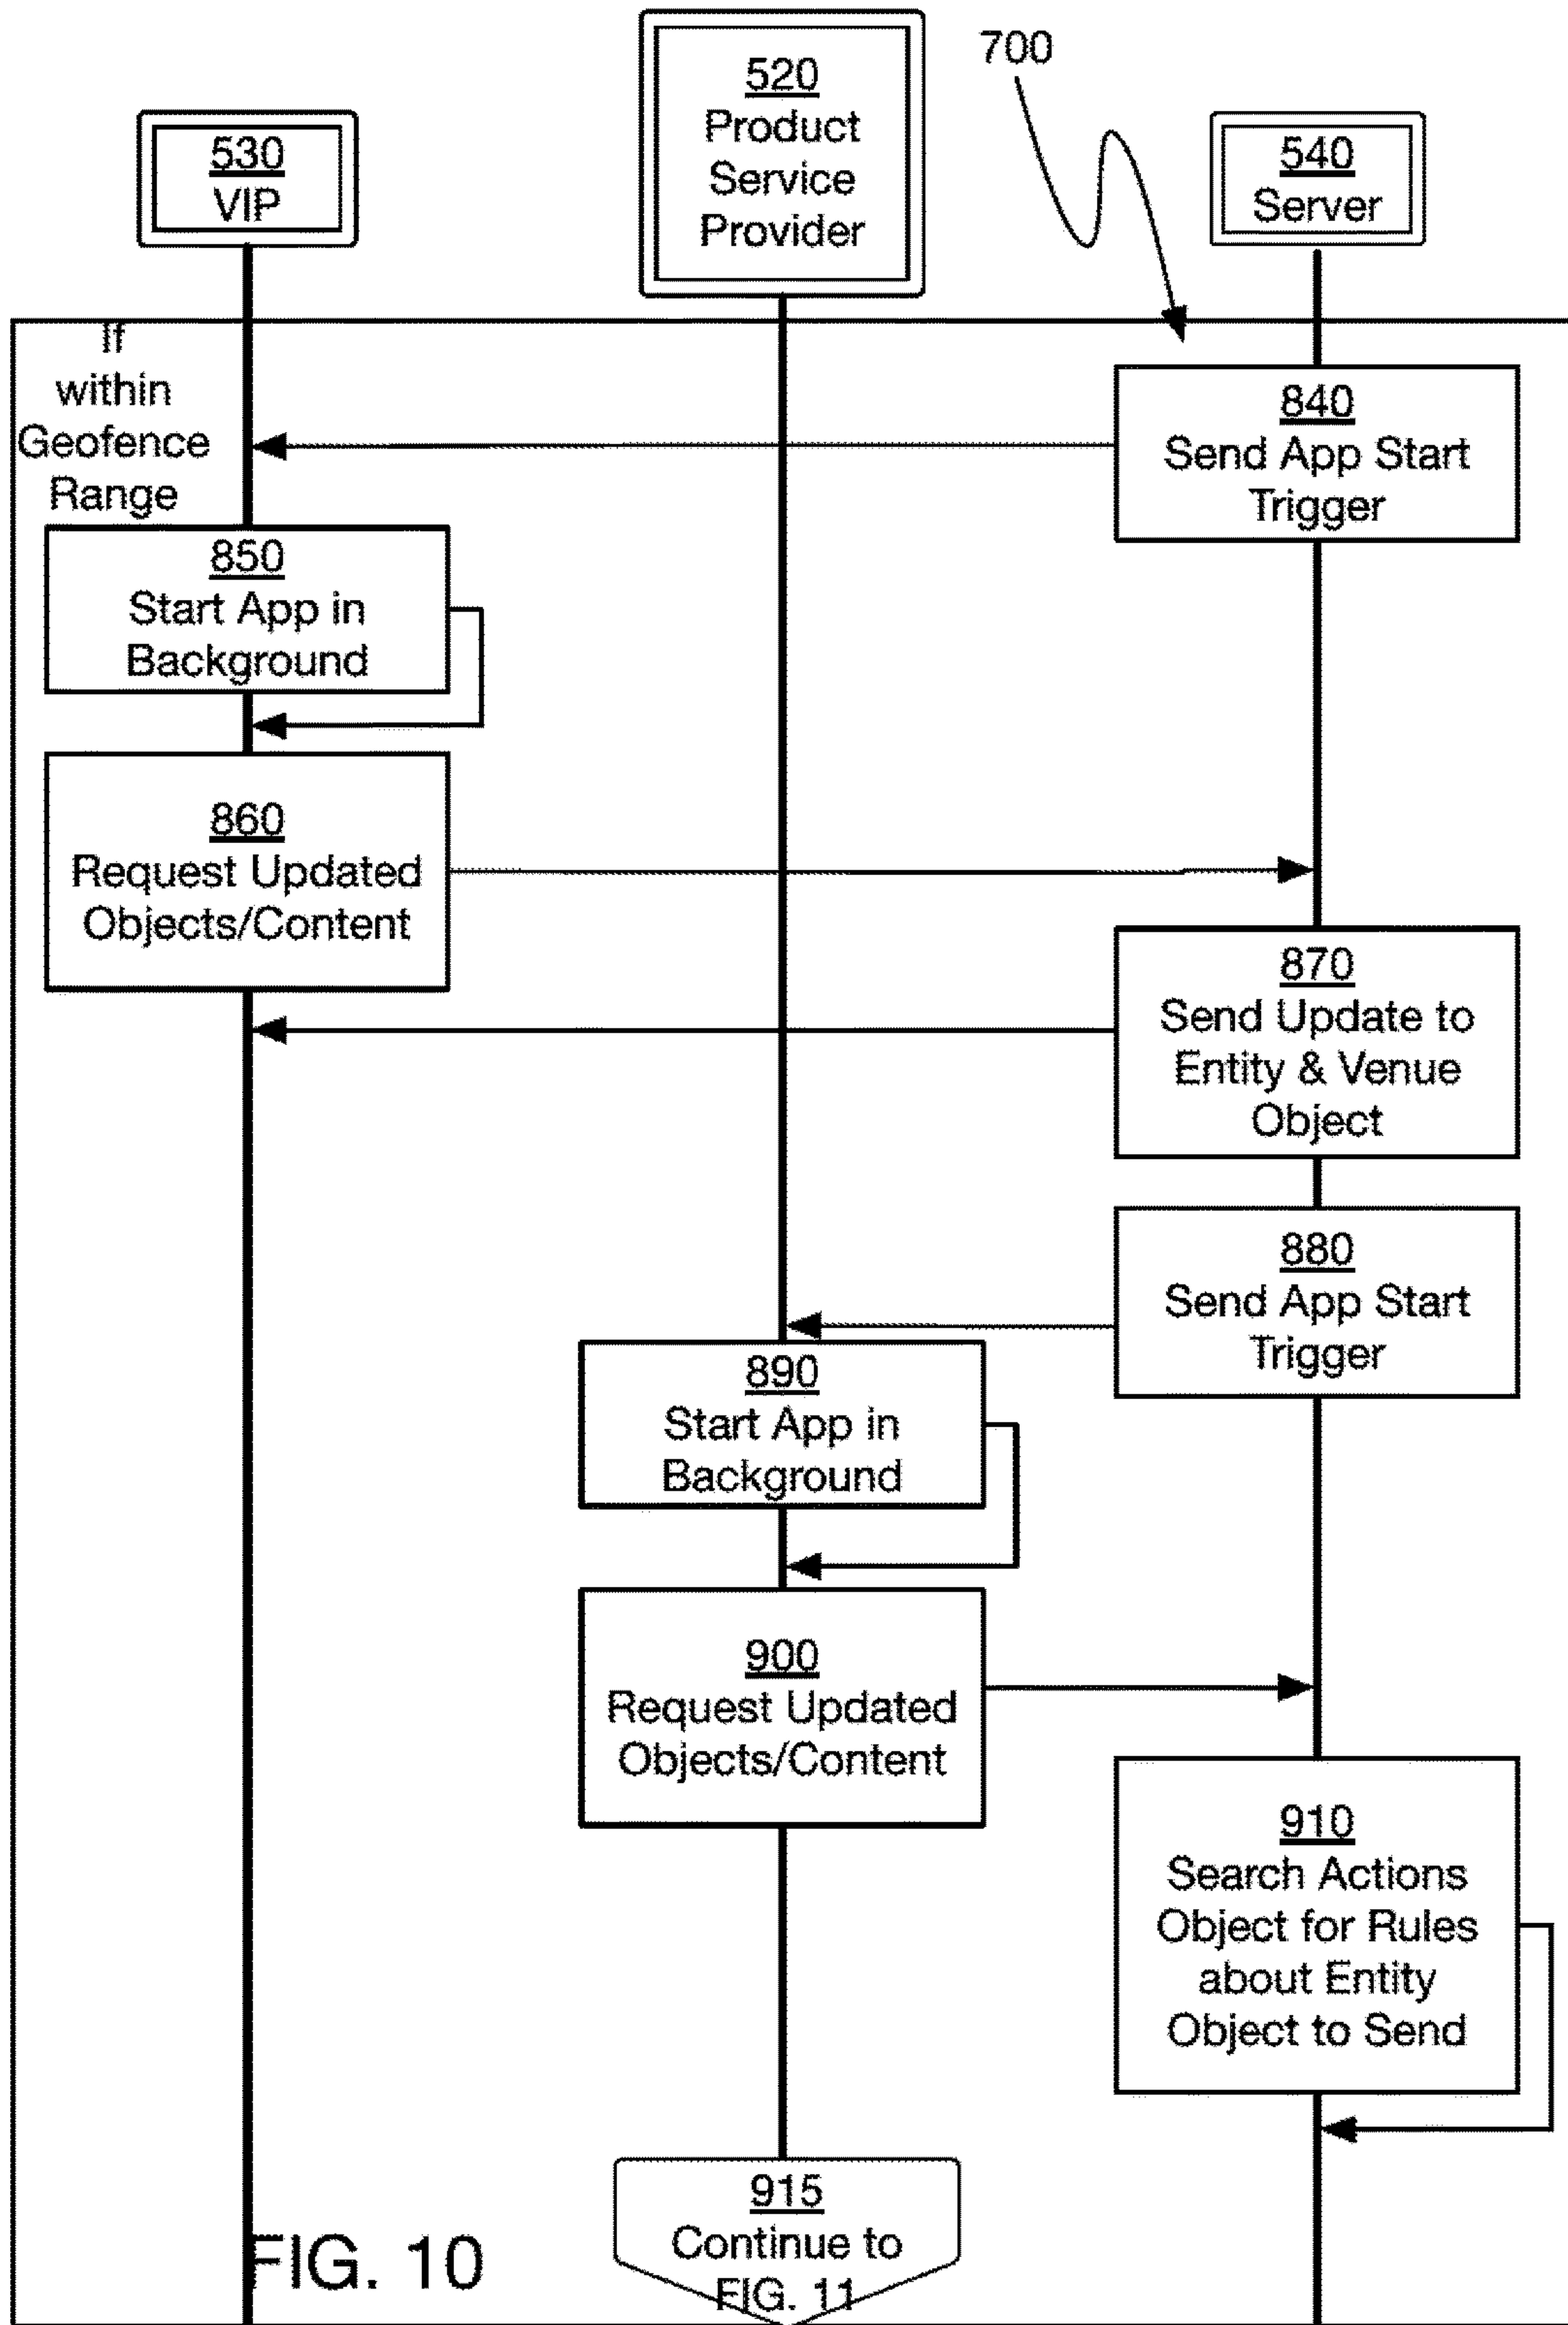 530
VIP
520
Product
Service
Provider
700
540
Server
If
within
Geofence
Range
840
Send App Start
Trigger
850
Start App in
Background
860
Request Updated
Objects/Content
870
Send Update to
Entity & Venue
Object
880
Send App Start
Trigger
890
Start App in
Background
900
Request Updated
Objects/Content
910
Search Actions
Object for Rules
about Entity
Object to Send
915
Continue to
FIG. 11
FIG. 10